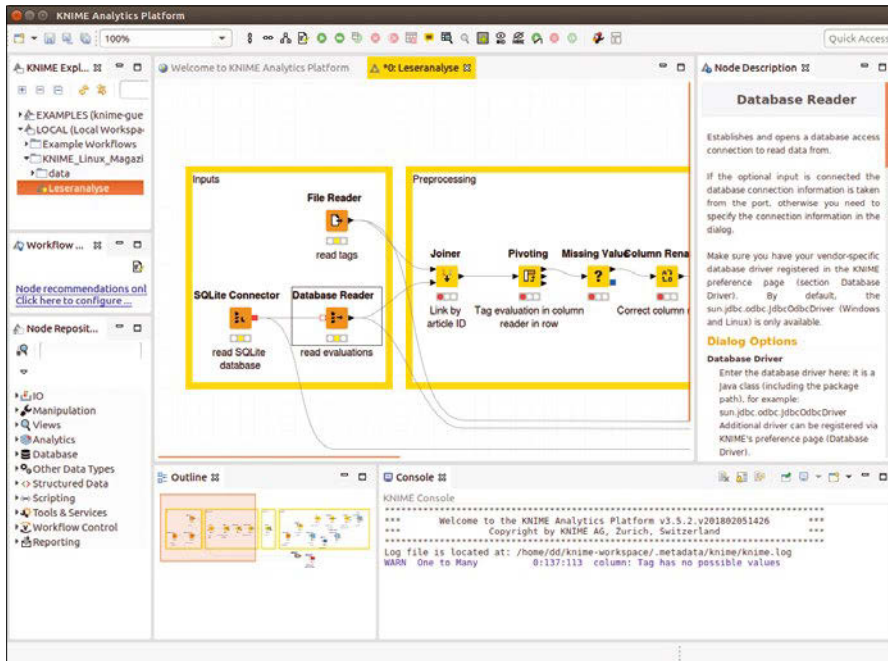 KNIME Analytics Platform
100%
Quick Access
KNIME Expl...
EXAMPLES (knime-gue
LOCAL (Local Workspa
Example Workflows
KNIME_Linux_Magazi
data
Leseranalyse
Workflow ...
Node recommendations onl
Click here to configure ...
Node Reposit...
IO
Manipulation
Views
Analytics
Database
Other Data Types
Structured Data
Scripting
Tools & Services
Workflow Control
Reporting
Welcome to KNIME Analytics Platform
*0: Leseranalyse
Inputs
File Reader
read tags
SQLite Connector
Database Reader
read SQLite
database
read evaluations
Preprocessing
Joiner
Pivoting
Missing Value
Column Rena
Link by
article ID
Tag evaluation in column
reader in row
Correct column n
Node Description
Database Reader
Establishes and opens a database access
connection to read data from.
If the optional input is connected the
database connection information is taken
from the port, otherwise you need to
specify the connection information in the
dialog.
Make sure you have your vendor-specific
database driver registered in the KNIME
preference page (section Database
Driver). By default, the
sun.jdbc.odbc.JdbcOdbcDriver (Windows
and Linux) is only available.
Dialog Options
Database Driver
Enter the database driver here; it is a
Java class (including the package
path), for example:
sun.jdbc.odbc.JdbcOdbcDriver
Additional driver can be registered via
KNIME's preference page (Database
Driver).
Outline
Console
KNIME Console
*** Welcome to the KNIME Analytics Platform v3.5.2.v201802051426 ***
*** Copyright by KNIME AG, Zurich, Switzerland ***
Log file is located at: /home/dd/knime-workspace/.metadata/knime/knime.log
WARN One to Many 0:137:113 column: Tag has no possible values